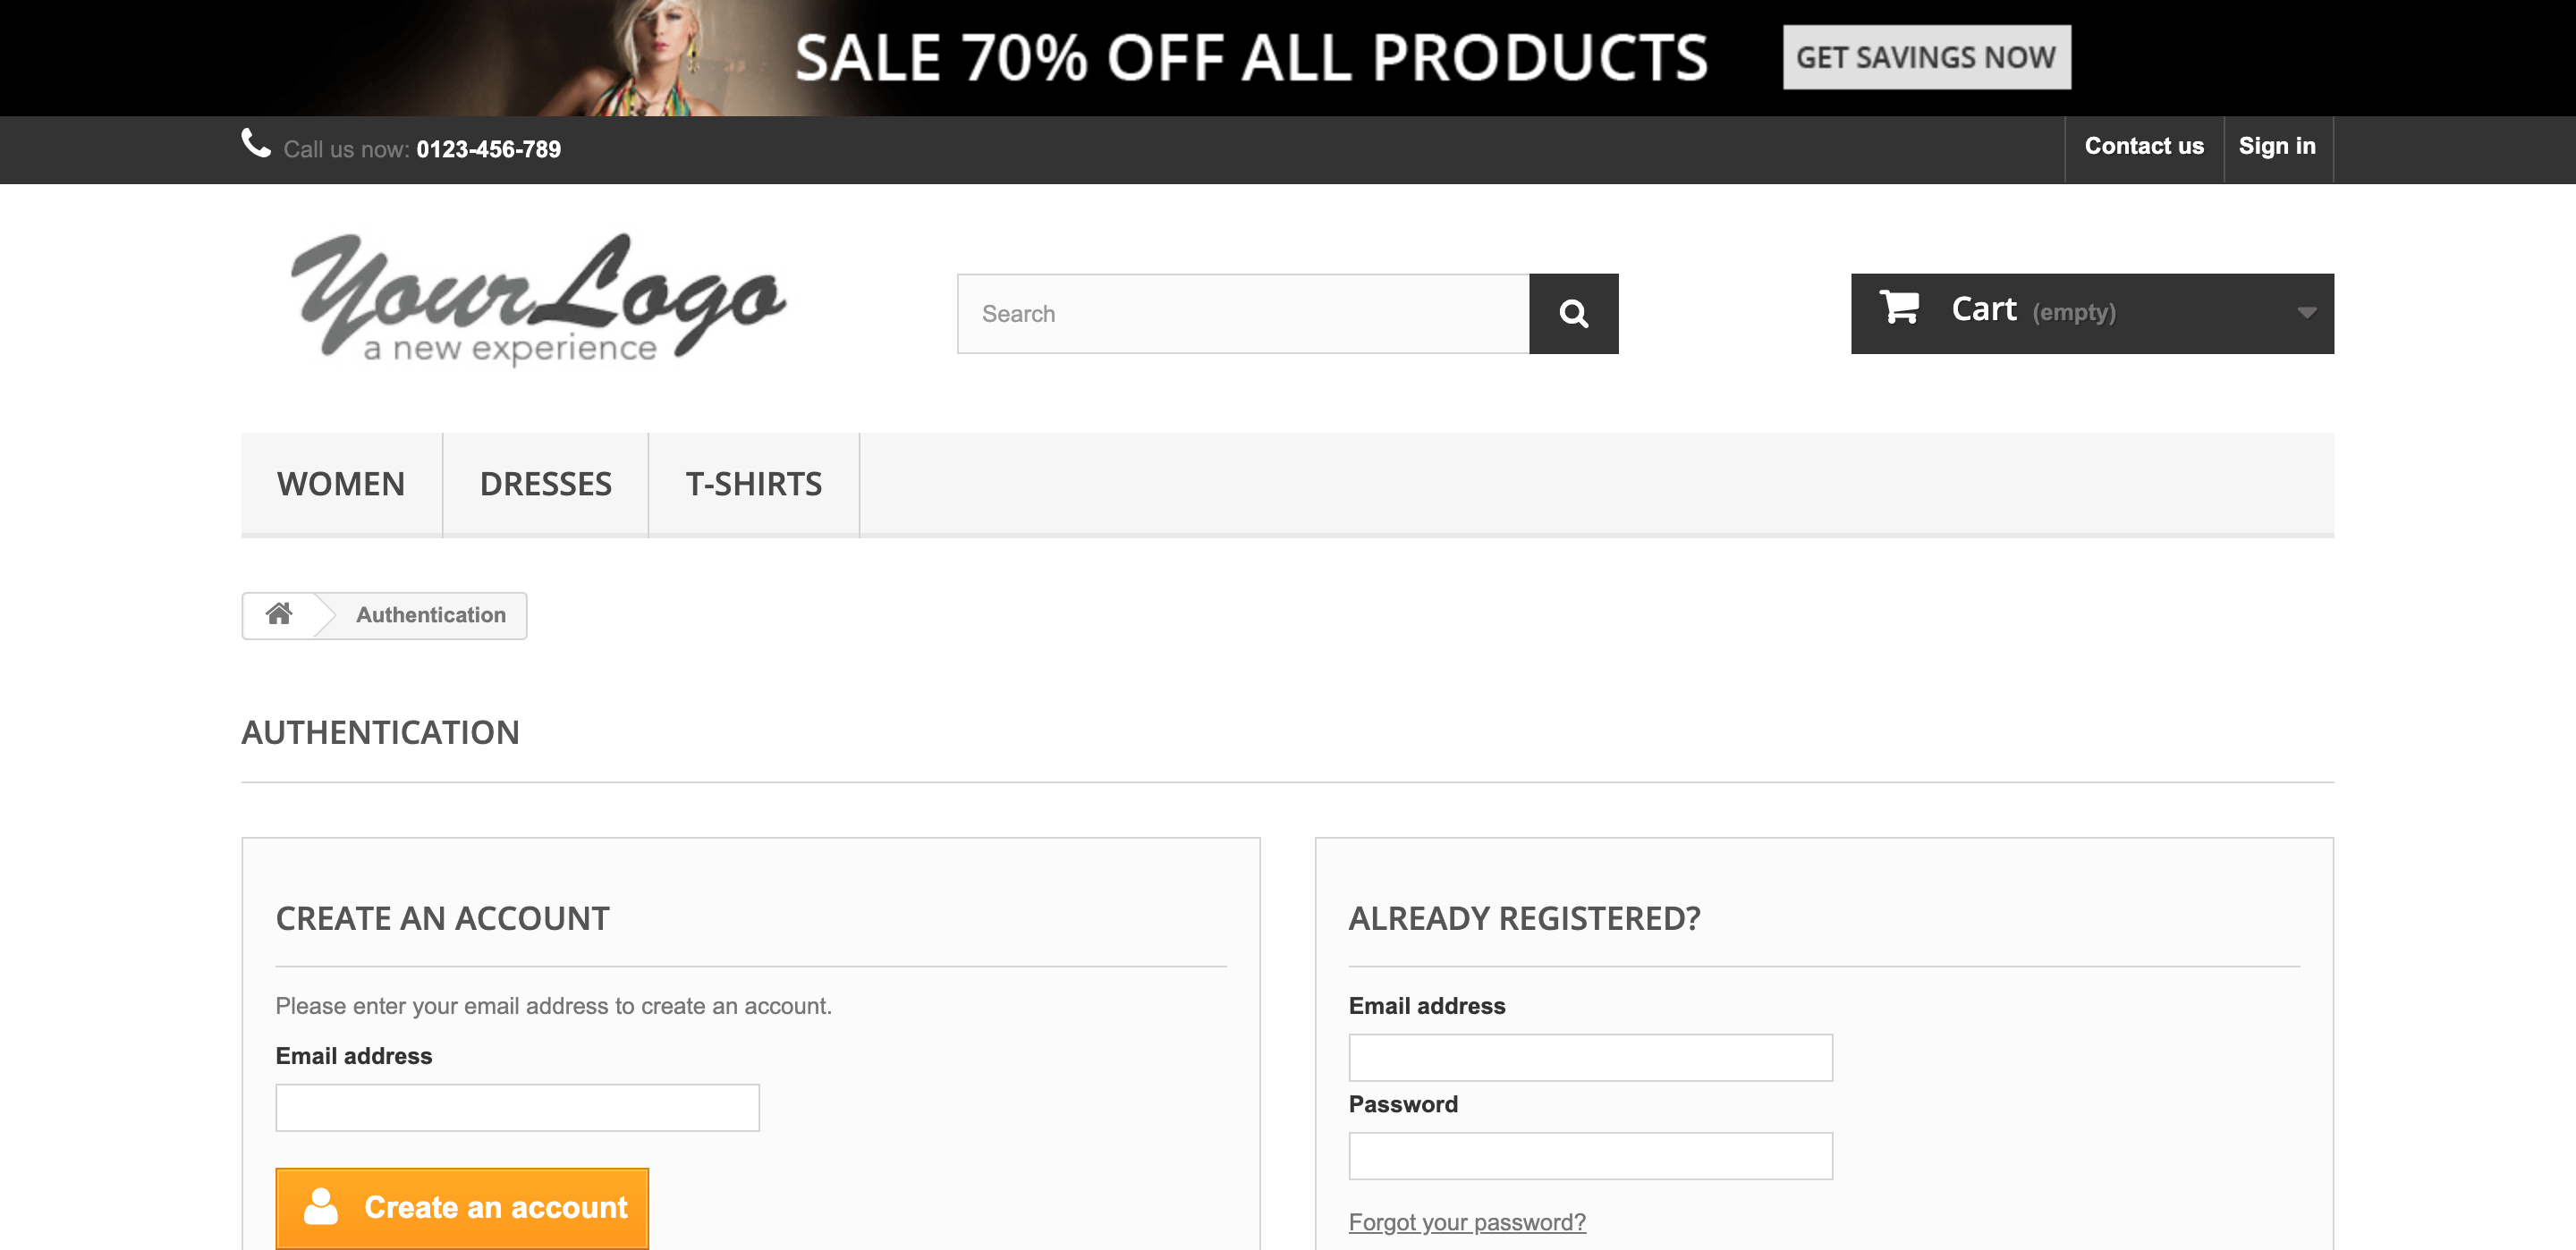 SALE 70% OFF ALL PRODUCTS
GET SAVINGS NOW
Call us now: 0123-456-789
Contact us
Sign in
YourLogo
a new experience
Search
Cart (empty)
WOMEN
DRESSES
T-SHIRTS
Authentication
AUTHENTICATION
CREATE AN ACCOUNT
Please enter your email address to create an account.
Email address
Create an account
ALREADY REGISTERED?
Email address
Password
Forgot your password?